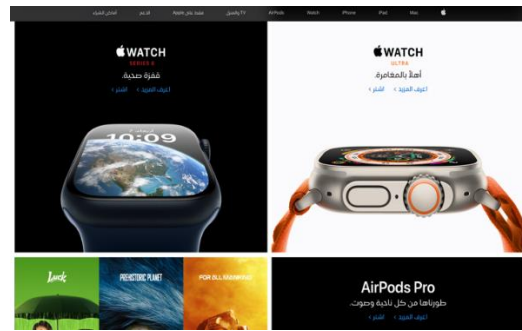 Mac iPad iPhone Watch AirPods TV والمنزل فقط على Apple الدعم أماكن الشراء
WATCH
ULTRA
أهلاً بالمغامرة.
اعرف المزيد > اشترِ >
WATCH
SERIES 8
قفزة صحية.
اعرف المزيد > اشترِ >
10:09
AirPods Pro
طورناها من كل ناحية وصوت.
اعرف المزيد > اشترِ >
FOR ALL MANKIND
PREHISTORIC PLANET
Luck